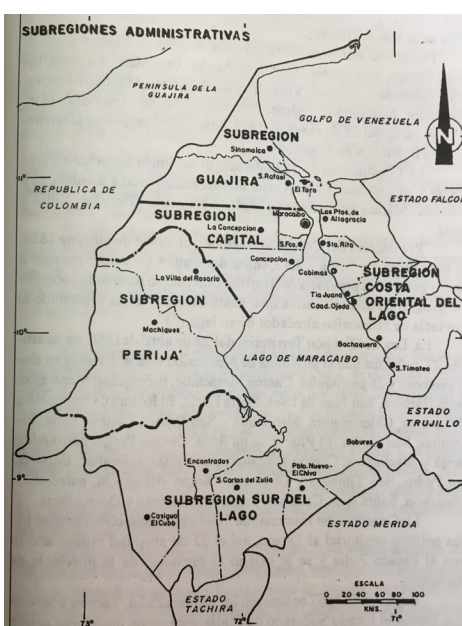 SUBREGIONES ADMINISTRATIVAS
PENINSULA DE LA
GUAJIRA
GOLFO DE VENEZUELA
N
SUBREGION
Sinamaica
GUAJIRA
S. Rafael
El Toro
11°
REPUBLICA DE
COLOMBIA
ESTADO FALCO
SUBREGION
CAPITAL
Maracaibo
Los Ptos. de
Altagracia
La Concepcion
S.Fco.
Sta. Rita
Concepcion
La Villa del Rosario
Cabimas
SUBREGION
COSTA
ORIENTAL DEL
LAGO
Tia Juana
Cdad. Ojeda
SUBREGION
Machiques
PERIJA
10°
LAGO DE MARACAIBO
Bachaquero
S. Timoteo
ESTADO
TRUJILLO
Bobures
9°
Encontrados
S. Carlos del Zulia
Pblo. Nuevo-
El Chivo
SUBREGION SUR DEL
LAGO
Casigua
El Cubo
ESTADO MERIDA
ESTADO
TACHIRA
ESCALA
0 20 40 60 80 100
KMS.
73°
72°
71°